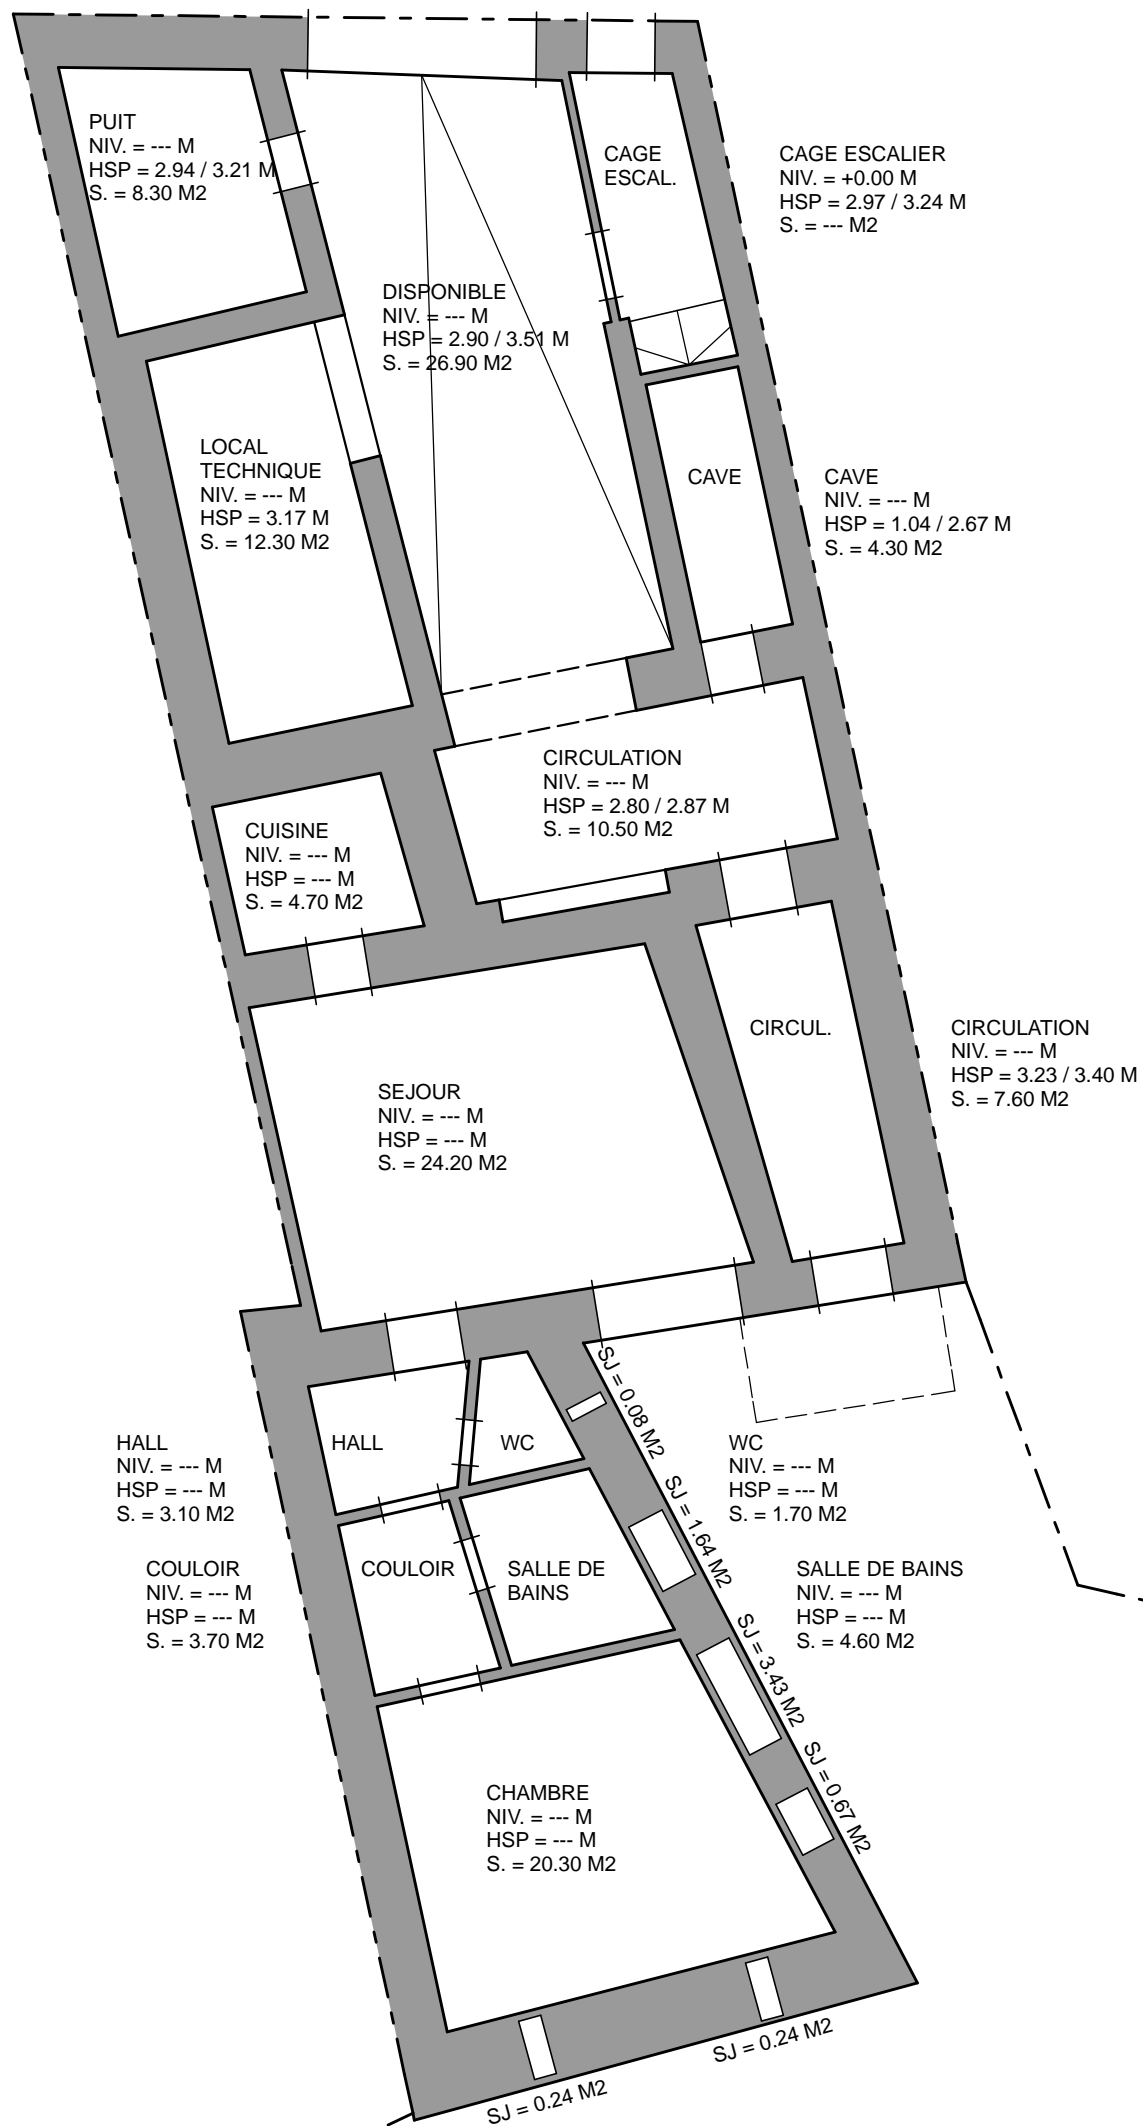 PUIT
NIV. = --- M
HSP = 2.94 / 3.21 M
S. = 8.30 M2
CAGE
ESCAL.
CAGE ESCALIER
NIV. = +0.00 M
HSP = 2.97 / 3.24 M
S. = --- M2
DISPONIBLE
NIV. = --- M
HSP = 2.90 / 3.51 M
S. = 26.90 M2
LOCAL
TECHNIQUE
NIV. = --- M
HSP = 3.17 M
S. = 12.30 M2
CAVE
CAVE
NIV. = --- M
HSP = 1.04 / 2.67 M
S. = 4.30 M2
CIRCULATION
NIV. = --- M
HSP = 2.80 / 2.87 M
S. = 10.50 M2
CUISINE
NIV. = --- M
HSP = --- M
S. = 4.70 M2
CIRCUL.
CIRCULATION
NIV. = --- M
HSP = 3.23 / 3.40 M
S. = 7.60 M2
SEJOUR
NIV. = --- M
HSP = --- M
S. = 24.20 M2
HALL
NIV. = --- M
HSP = --- M
S. = 3.10 M2
HALL
WC
SJ = 0.08 M2
WC
NIV. = --- M
HSP = --- M
S. = 1.70 M2
SJ = 1.64 M2
COULOIR
NIV. = --- M
HSP = --- M
S. = 3.70 M2
COULOIR
SALLE DE
BAINS
SALLE DE BAINS
NIV. = --- M
HSP = --- M
S. = 4.60 M2
SJ = 3.43 M2
SJ = 0.67 M2
CHAMBRE
NIV. = --- M
HSP = --- M
S. = 20.30 M2
SJ = 0.24 M2
SJ = 0.24 M2